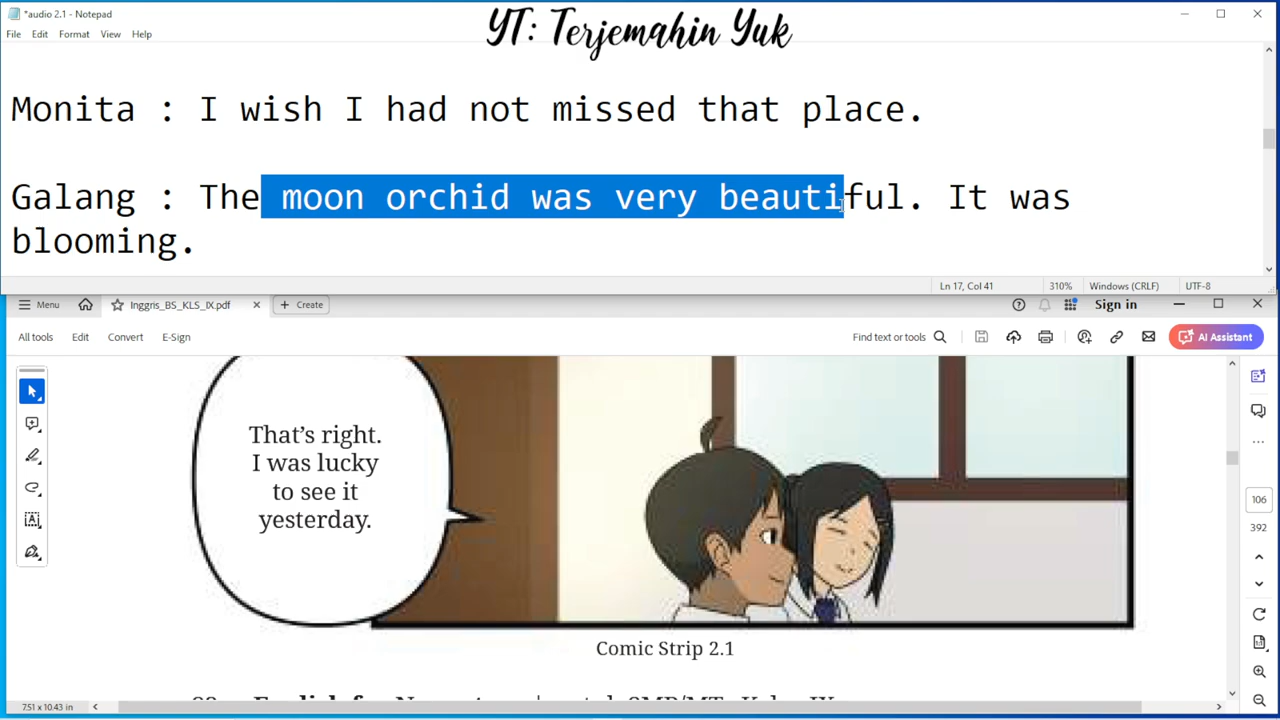 *audio 2.1 - Notepad
YT: Terjemahin Yuk
File Edit Format View Help
Monita : I wish I had not missed that place.
Galang : The moon orchid was very beautiful. It was
blooming.
Ln 17, Col 41 310% Windows (CRLF) UTF-8
Menu Inggris_BS_KLS_IX.pdf Create Sign in
All tools Edit Convert E-Sign Find text or tools AI Assistant
That's right.
I was lucky
to see it
yesterday.
106
392
Comic Strip 2.1
7.51 x 10.43 in